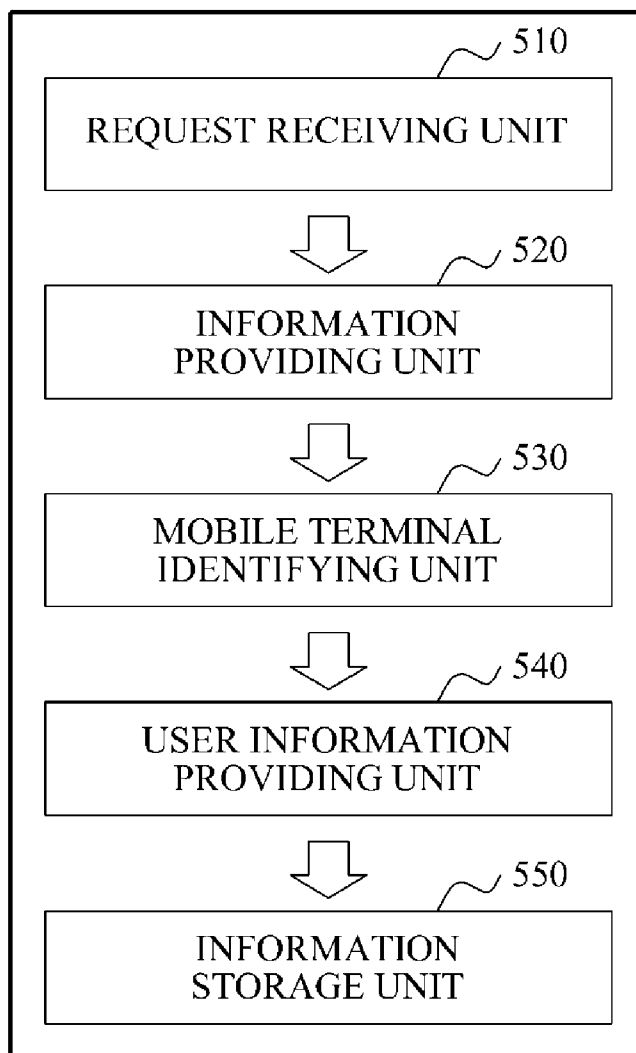 510
REQUEST RECEIVING UNIT
520
INFORMATION
PROVIDING UNIT
530
MOBILE TERMINAL
IDENTIFYING UNIT
540
USER INFORMATION
PROVIDING UNIT
550
INFORMATION
STORAGE UNIT